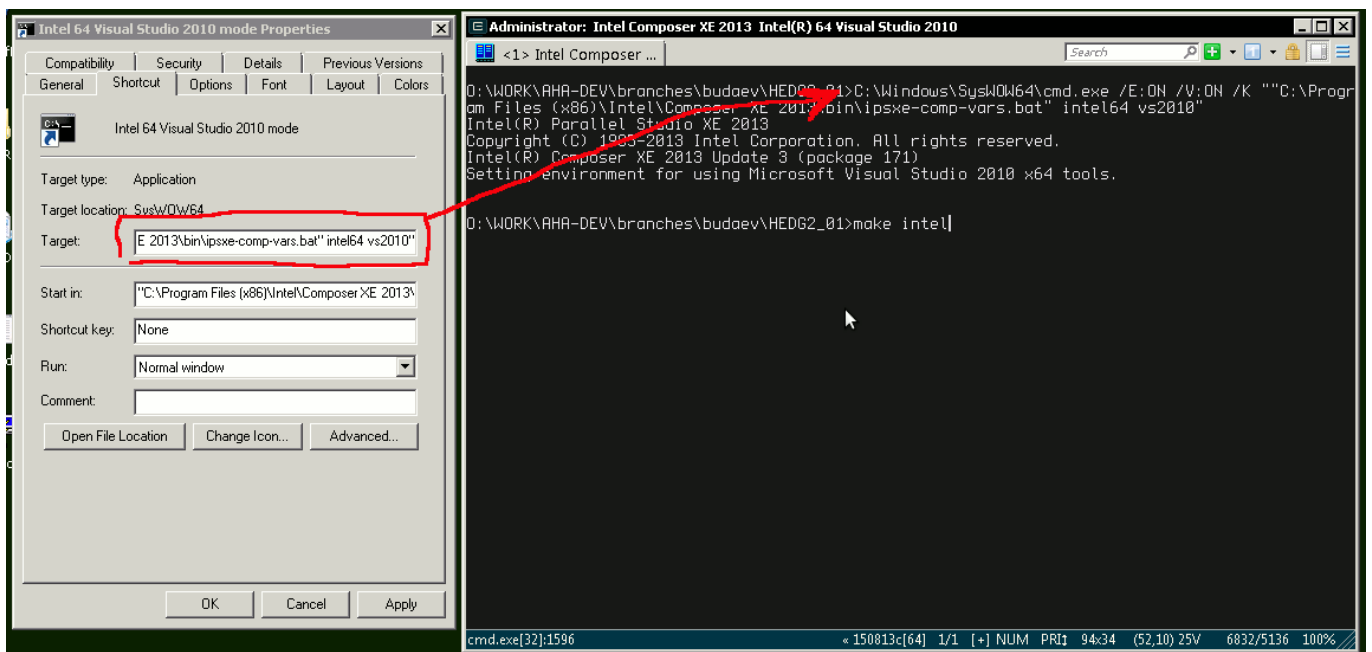 Intel 64 Visual Studio 2010 mode Properties
Compatibility Security Details Previous Versions
General Shortcut Options Font Layout Colors
Intel 64 Visual Studio 2010 mode
Target type: Application
Target location: SysWOW64
Target: E 2013\bin\ipsxe-comp-vars.bat" intel64 vs2010"
Start in: "C:\Program Files (x86)\Intel\Composer XE 2013\
Shortcut key: None
Run: Normal window
Comment:
Open File Location Change Icon... Advanced...
OK Cancel Apply
Administrator: Intel Composer XE 2013 Intel(R) 64 Visual Studio 2010
<1> Intel Composer ... Search
O:\WORK\AHA-DEV\branches\budaev\HEDG2_01>C:\Windows\SysWOW64\cmd.exe /E:ON /V:ON /K ""C:\Progr
am Files (x86)\Intel\Composer XE 2013\bin\ipsxe-comp-vars.bat" intel64 vs2010"
Intel(R) Parallel Studio XE 2013
Copyright (C) 1985-2013 Intel Corporation. All rights reserved.
Intel(R) Composer XE 2013 Update 3 (package 171)
Setting environment for using Microsoft Visual Studio 2010 x64 tools.
O:\WORK\AHA-DEV\branches\budaev\HEDG2_01>make intel
cmd.exe[32]:1596 « 150813c[64] 1/1 [+] NUM PRI↕ 94x34 (52,10) 25V 6832/5136 100%